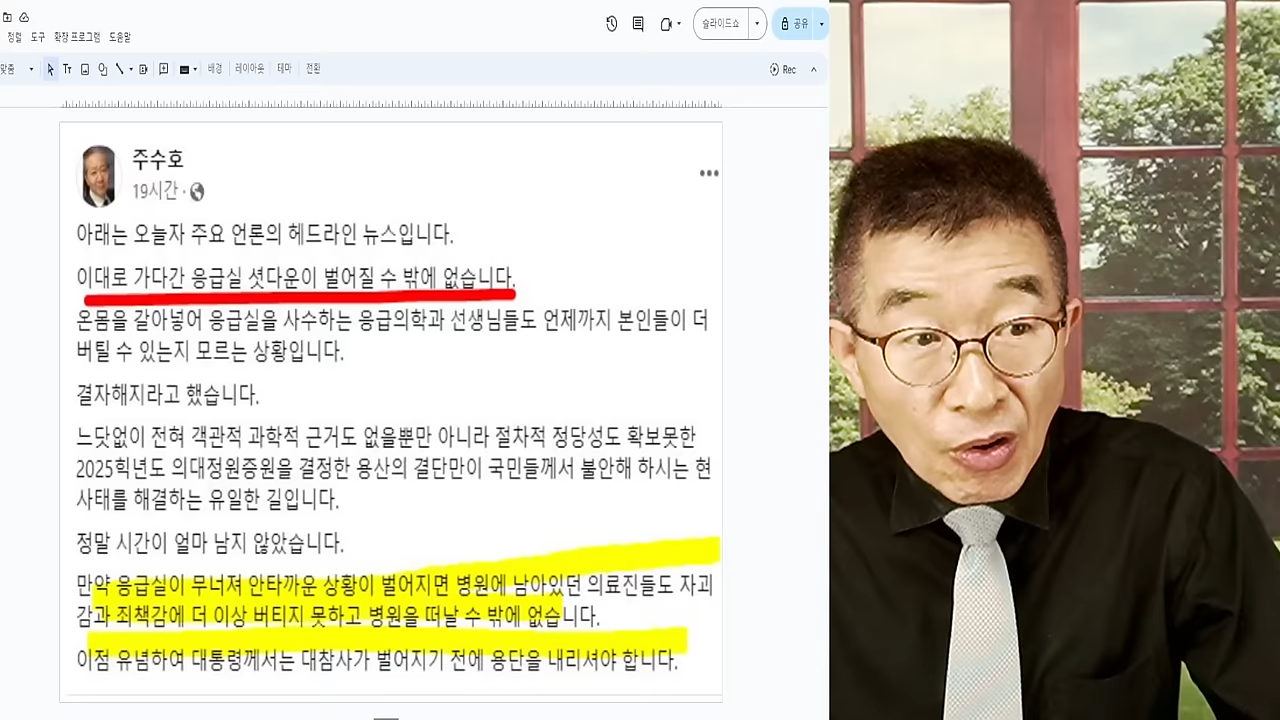 정렬 도구 확장 프로그램 도움말
슬라이드쇼
공유
맞춤
Tт
배경 레이아웃 테마 전환
Rec
주수호
19시간
아래는 오늘자 주요 언론의 헤드라인 뉴스입니다.
이대로 가다간 응급실 셧다운이 벌어질 수 밖에 없습니다.
온몸을 갈아넣어 응급실을 사수하는 응급의학과 선생님들도 언제까지 본인들이 더
버틸 수 있는지 모르는 상황입니다.
결자해지라고 했습니다.
느닷없이 전혀 객관적 과학적 근거도 없을뿐만 아니라 절차적 정당성도 확보못한
2025힉년도 의대정원증원을 결정한 용산의 결단만이 국민들께서 불안해 하시는 현
사태를 해결하는 유일한 길입니다.
정말 시간이 얼마 남지 않았습니다.
만약 응급실이 무너져 안타까운 상황이 벌어지면 병원에 남아있던 의료진들도 자괴
감과 죄책감에 더 이상 버티지 못하고 병원을 떠날 수 밖에 없습니다.
이점 유념하여 대통령께서는 대참사가 벌어지기 전에 용단을 내리셔야 합니다.